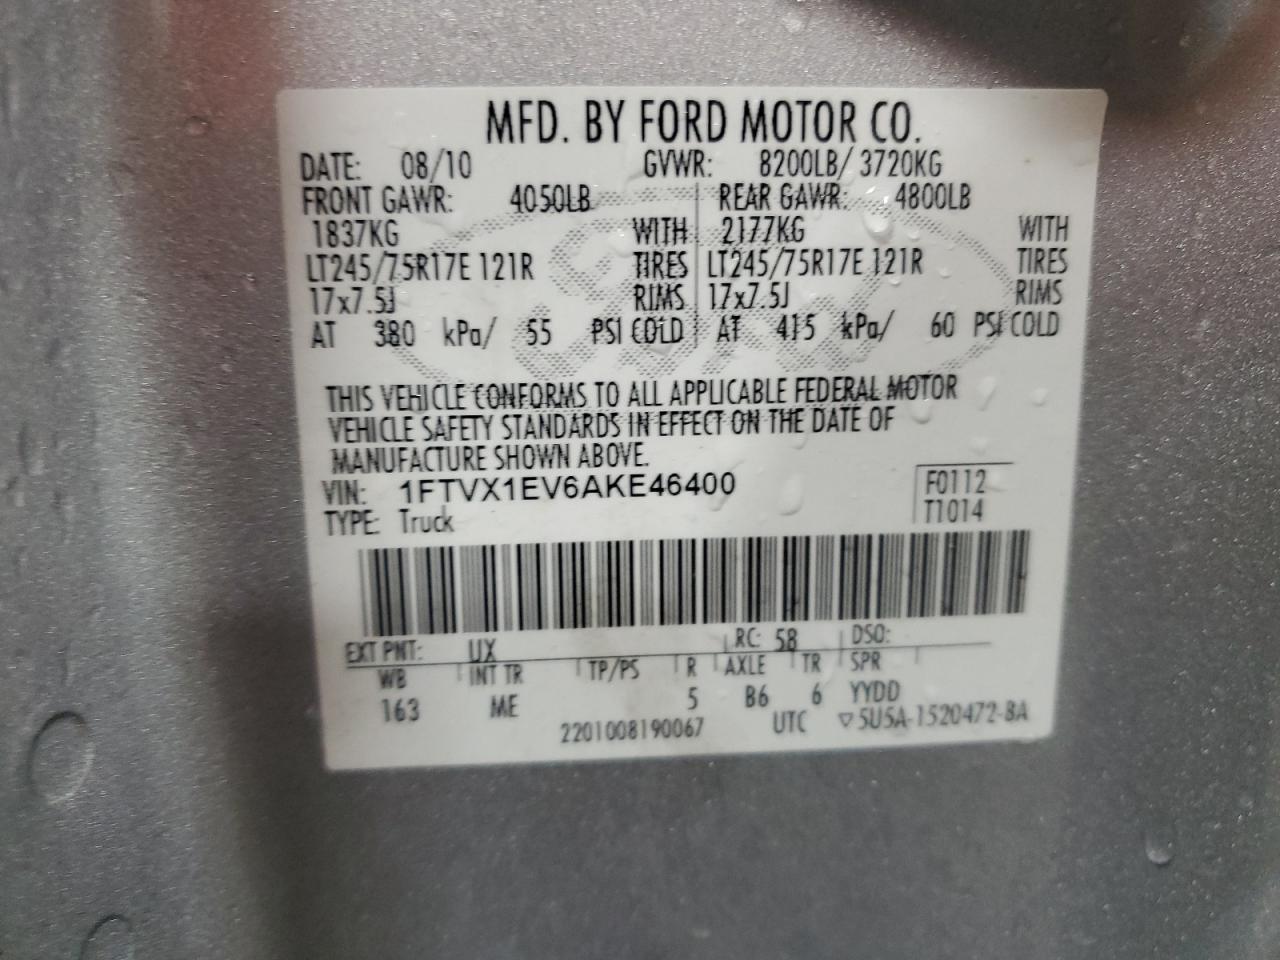 MFD. BY FORD MOTOR CO.
DATE: 08/10 GVWR: 8200LB/ 3720KG
FRONT GAWR: 4050LB REAR GAWR: 4800LB
1837KG WITH 2177KG WITH
LT245/75R17E 121R TIRES LT245/75R17E 121R TIRES
17x7.5J RIMS 17x7.5J RIMS
AT 380 kPa/ 55 PSI COLD AT 415 kPa/ 60 PSI COLD
THIS VEHICLE CONFORMS TO ALL APPLICABLE FEDERAL MOTOR
VEHICLE SAFETY STANDARDS IN EFFECT ON THE DATE OF
MANUFACTURE SHOWN ABOVE.
VIN: 1FTVX1EV6AKE46400 F0112
TYPE: Truck T1014
EXT PNT: UX RC: 58 DSO:
WB INT TR TP/PS R AXLE TR SPR
163 ME 5 B6 6 YYDD
2201008190067 UTC ▽ 5U5A-1520472-BA